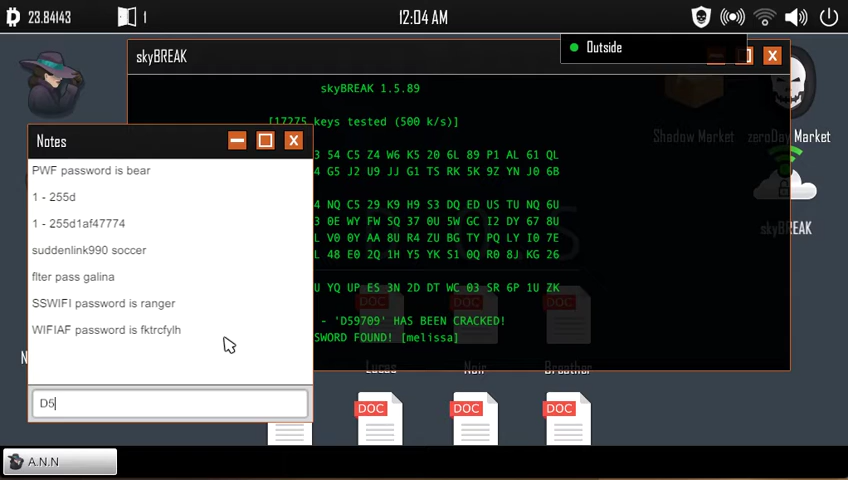 23.84143
1
12:04 AM
Outside
skyBREAK
skyBREAK 1.5.89
[17275 keys tested (500 k/s)]
Shadow Market
zeroDay Market
Notes
PWF password is bear
1 - 255d
1 - 255d1af47774
suddenlink990 soccer
flter pass galina
SSWIFI password is ranger
WIFIAF password is fktrcfylh
D5
3 54 C5 Z4 W6 K5 20 6L 89 P1 AL 61 QL
4 G5 J2 U9 JJ G1 TS RK 5K 9Z YN J0 6B
4 NQ C5 29 K9 H9 S3 DQ ED US TU NQ 6U
3 0E WY FW SQ 37 0U 5W GC I2 DY 67 8U
L V0 0Y AA 8U R4 ZU BG TY PQ LY I0 7E
L 48 E0 2Q 1H Y5 YK S1 0Q R0 8J KG 26
U YQ UP ES 3N 2D DT WC 03 SR 6P 1U ZK
- 'D59709' HAS BEEN CRACKED!
SWORD FOUND! [melissa]
skyBREAK
DOC
DOC
DOC
Lucas
Noir
Breather
DOC
DOC
DOC
A.N.N